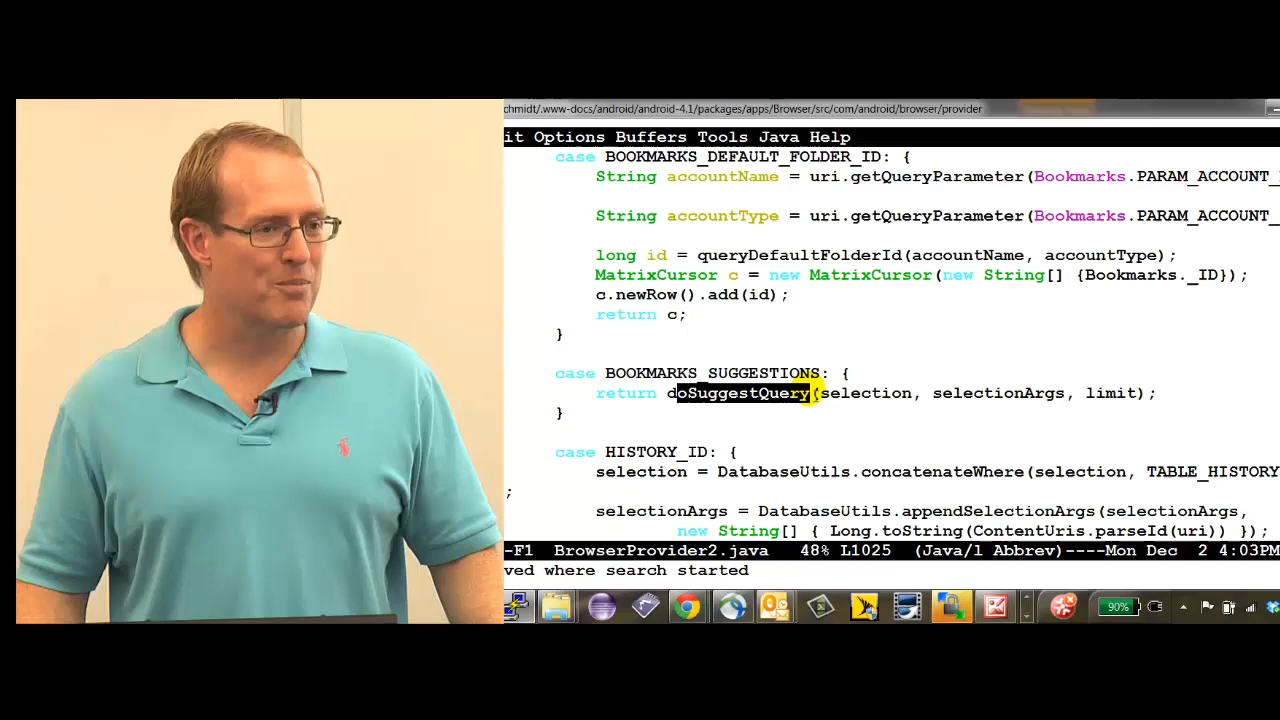 chmidt/.www-docs/android/android-4.1/packages/apps/Browser/src/com/android/browser/provider
it Options Buffers Tools Java Help
case BOOKMARKS_DEFAULT_FOLDER_ID: {
String accountName = uri.getQueryParameter(Bookmarks.PARAM_ACCOUNT_
String accountType = uri.getQueryParameter(Bookmarks.PARAM_ACCOUNT_
long id = queryDefaultFolderId(accountName, accountType);
MatrixCursor c = new MatrixCursor(new String[] {Bookmarks._ID});
c.newRow().add(id);
return c;
}
case BOOKMARKS_SUGGESTIONS: {
return doSuggestQuery(selection, selectionArgs, limit);
}
case HISTORY_ID: {
selection = DatabaseUtils.concatenateWhere(selection, TABLE_HISTORY
;
selectionArgs = DatabaseUtils.appendSelectionArgs(selectionArgs,
new String[] { Long.toString(ContentUris.parseId(uri)) });
-F1 BrowserProvider2.java 48% L1025 (Java/l Abbrev)----Mon Dec 2 4:03PM
ved where search started
90%